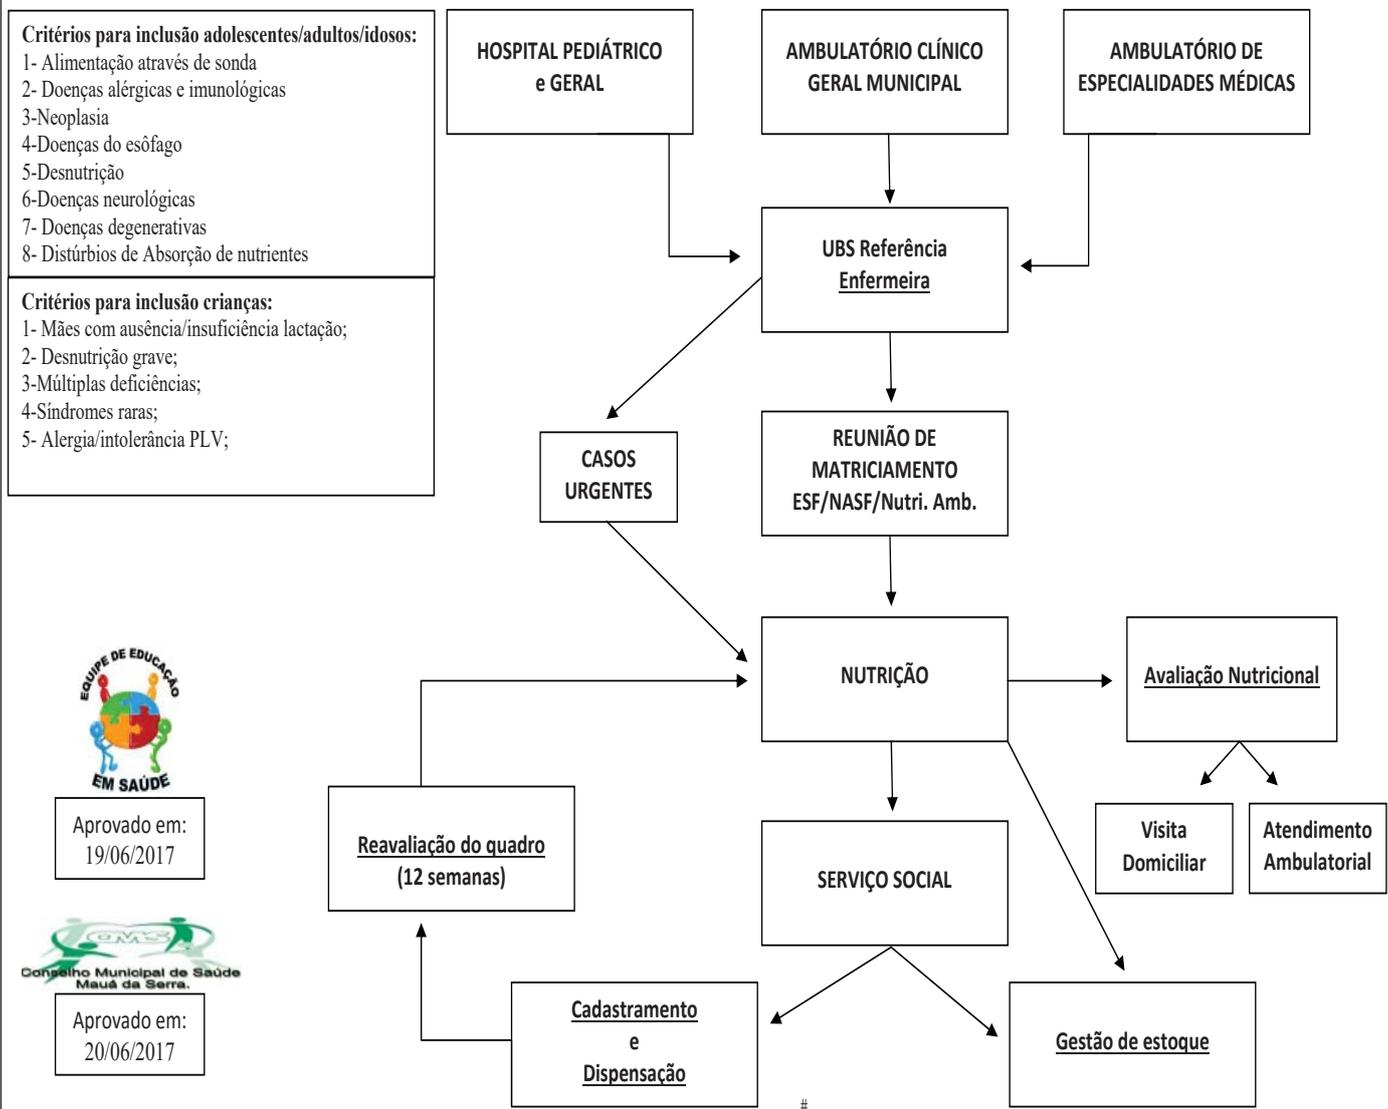 Critérios para inclusão adolescentes/adultos/idosos:
1- Alimentação através de sonda
2- Doenças alérgicas e imunológicas
3-Neoplasia
4-Doenças do esôfago
5-Desnutrição
6-Doenças neurológicas
7- Doenças degenerativas
8- Distúrbios de Absorção de nutrientes
Critérios para inclusão crianças:
1- Mães com ausência/insuficiência lactação;
2- Desnutrição grave;
3-Múltiplas deficiências;
4-Síndromes raras;
5- Alergia/intolerância PLV;
HOSPITAL PEDIÁTRICO
e GERAL
AMBULATÓRIO CLÍNICO
GERAL MUNICIPAL
AMBULATÓRIO DE
ESPECIALIDADES MÉDICAS
UBS Referência
Enfermeira
CASOS
URGENTES
REUNIÃO DE
MATRICIAMENTO
ESF/NASF/Nutri. Amb.
NUTRIÇÃO
Avaliação Nutricional
Visita
Domiciliar
Atendimento
Ambulatorial
SERVIÇO SOCIAL
Reavaliação do quadro
(12 semanas)
Cadastramento
e
Dispensação
Gestão de estoque
EQUIPE DE EDUCAÇÃO
EM SAÚDE
Aprovado em:
19/06/2017
CMS
Conselho Municipal de Saúde
Mauá da Serra.
Aprovado em:
20/06/2017
#